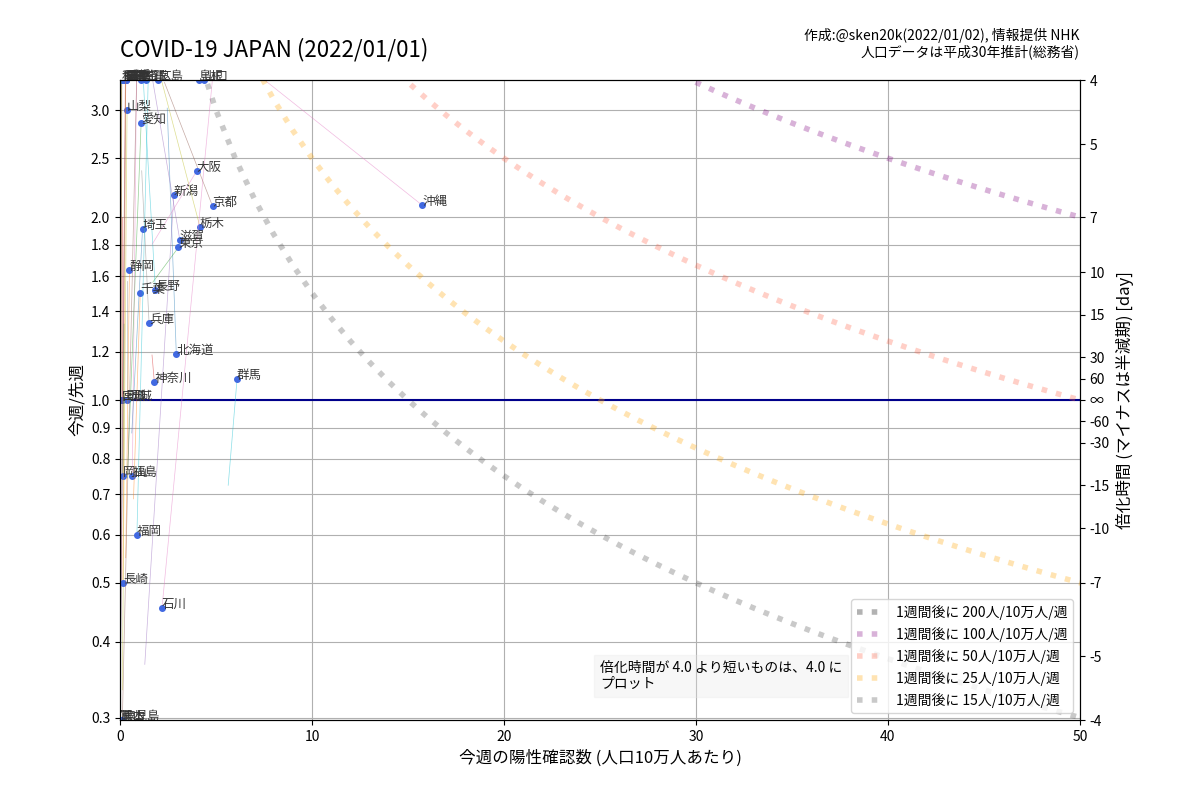 COVID-19 JAPAN (2022/01/01)
作成:@sken20k(2022/01/02), 情報提供 NHK
人口データは平成30年推計(総務省)
広島
山口
山梨
愛知
大阪
新潟
京都
沖縄
埼玉
栃木
滋賀
東京
静岡
千葉
長野
兵庫
北海道
神奈川
群馬
福島
福岡
長崎
石川
今週/先週
3.0
2.5
2.0
1.8
1.6
1.4
1.2
1.0
0.9
0.8
0.7
0.6
0.5
0.4
0.3
4
5
7
10
15
30
60
∞
-60
-30
-15
-10
-7
-5
-4
倍化時間 (マイナスは半減期) [day]
倍化時間が 4.0 より短いものは、4.0 に
プロット
1週間後に 200人/10万人/週
1週間後に 100人/10万人/週
1週間後に 50人/10万人/週
1週間後に 25人/10万人/週
1週間後に 15人/10万人/週
0
10
20
30
40
50
今週の陽性確認数 (人口10万人あたり)